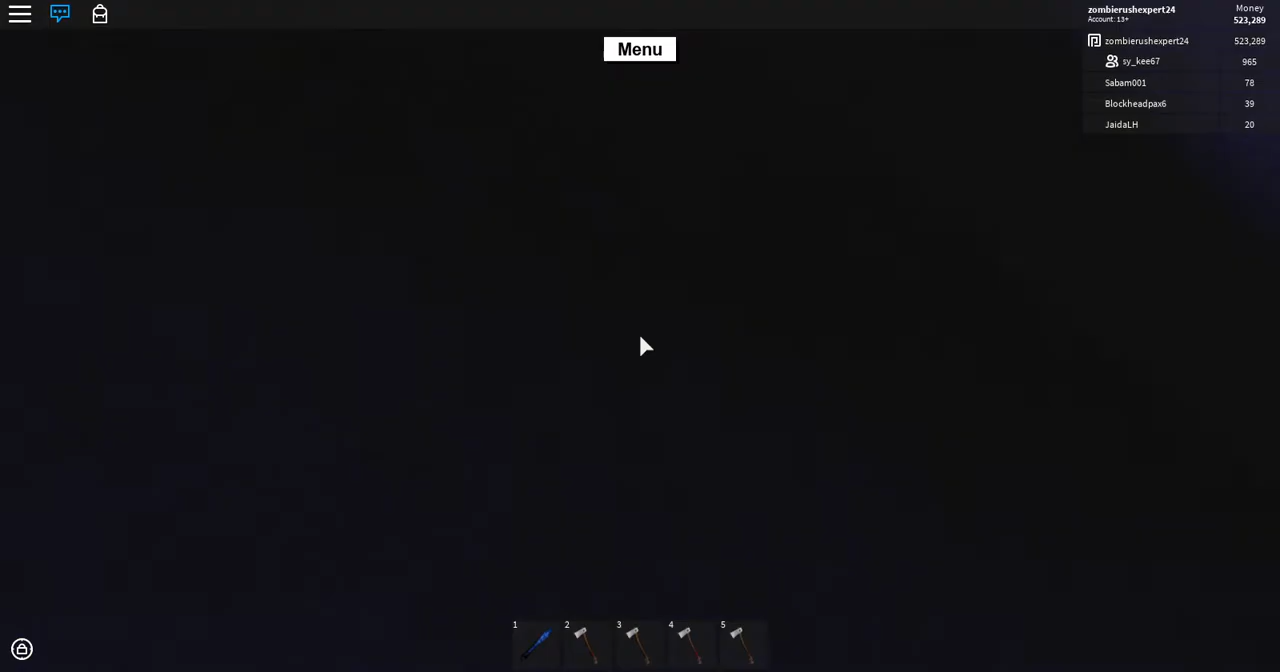 zombierushexpert24 Money
Account: 13+ 523,289
Menu
zombierushexpert24 523,289
sy_kee67 965
Sabam001 78
Blockheadpax6 39
JaidaLH 20
1 2 3 4 5